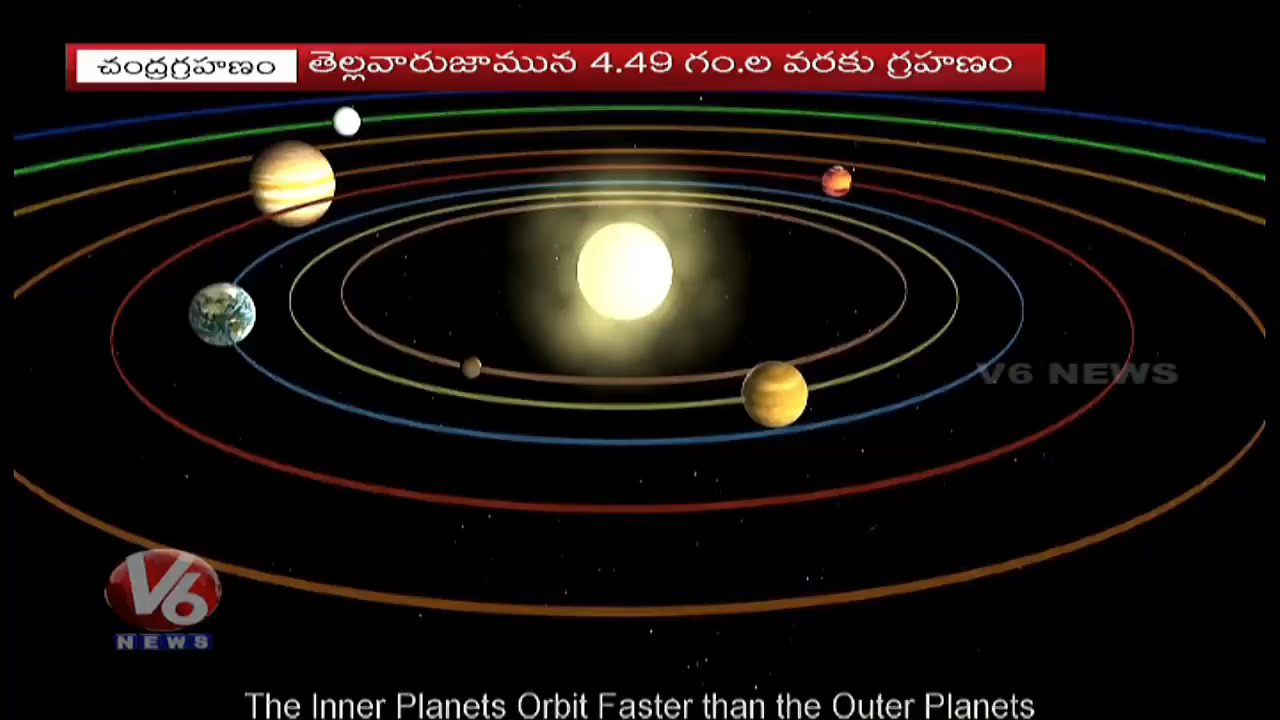 చంద్రగ్రహణం తెల్లవారుజామున 4.49 గం.ల వరకు గ్రహణం
V6 NEWS
V6
NEWS
The Inner Planets Orbit Faster than the Outer Planets